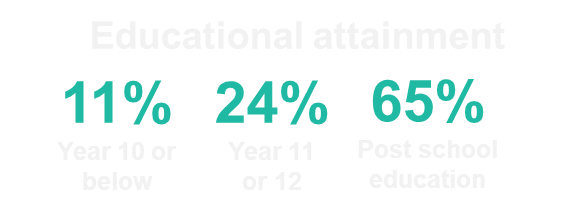 Educational attainment
11% 24% 65%
Year 10 or below
Year 11 or 12
Post school education